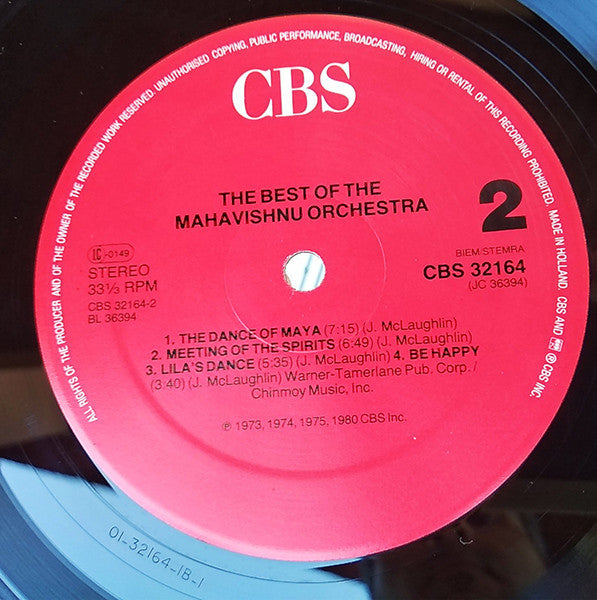 ALL RIGHTS OF THE PRODUCER AND OF THE OWNER OF THE RECORDED WORK RESERVED. UNAUTHORISED COPYING, PUBLIC PERFORMANCE, BROADCASTING, HIRING OR RENTAL OF THIS RECORDING PROHIBITED. MADE IN HOLLAND. CBS AND ℗ CBS INC.
CBS
THE BEST OF THE
MAHAVISHNU ORCHESTRA
2
LC-0149
STEREO
33⅓ RPM
CBS 32164-2
BL 36394
BIEM/STEMRA
CBS 32164
(JC 36394)
1. THE DANCE OF MAYA (7:15) (J. McLaughlin)
2. MEETING OF THE SPIRITS (6:49) (J. McLaughlin)
3. LILA'S DANCE (5:35) (J. McLaughlin) 4. BE HAPPY
(3:40) (J. McLaughlin) Warner-Tamerlane Pub. Corp./
Chinmoy Music, Inc.
℗ 1973, 1974, 1975, 1980 CBS Inc.
01-32164-1B-1